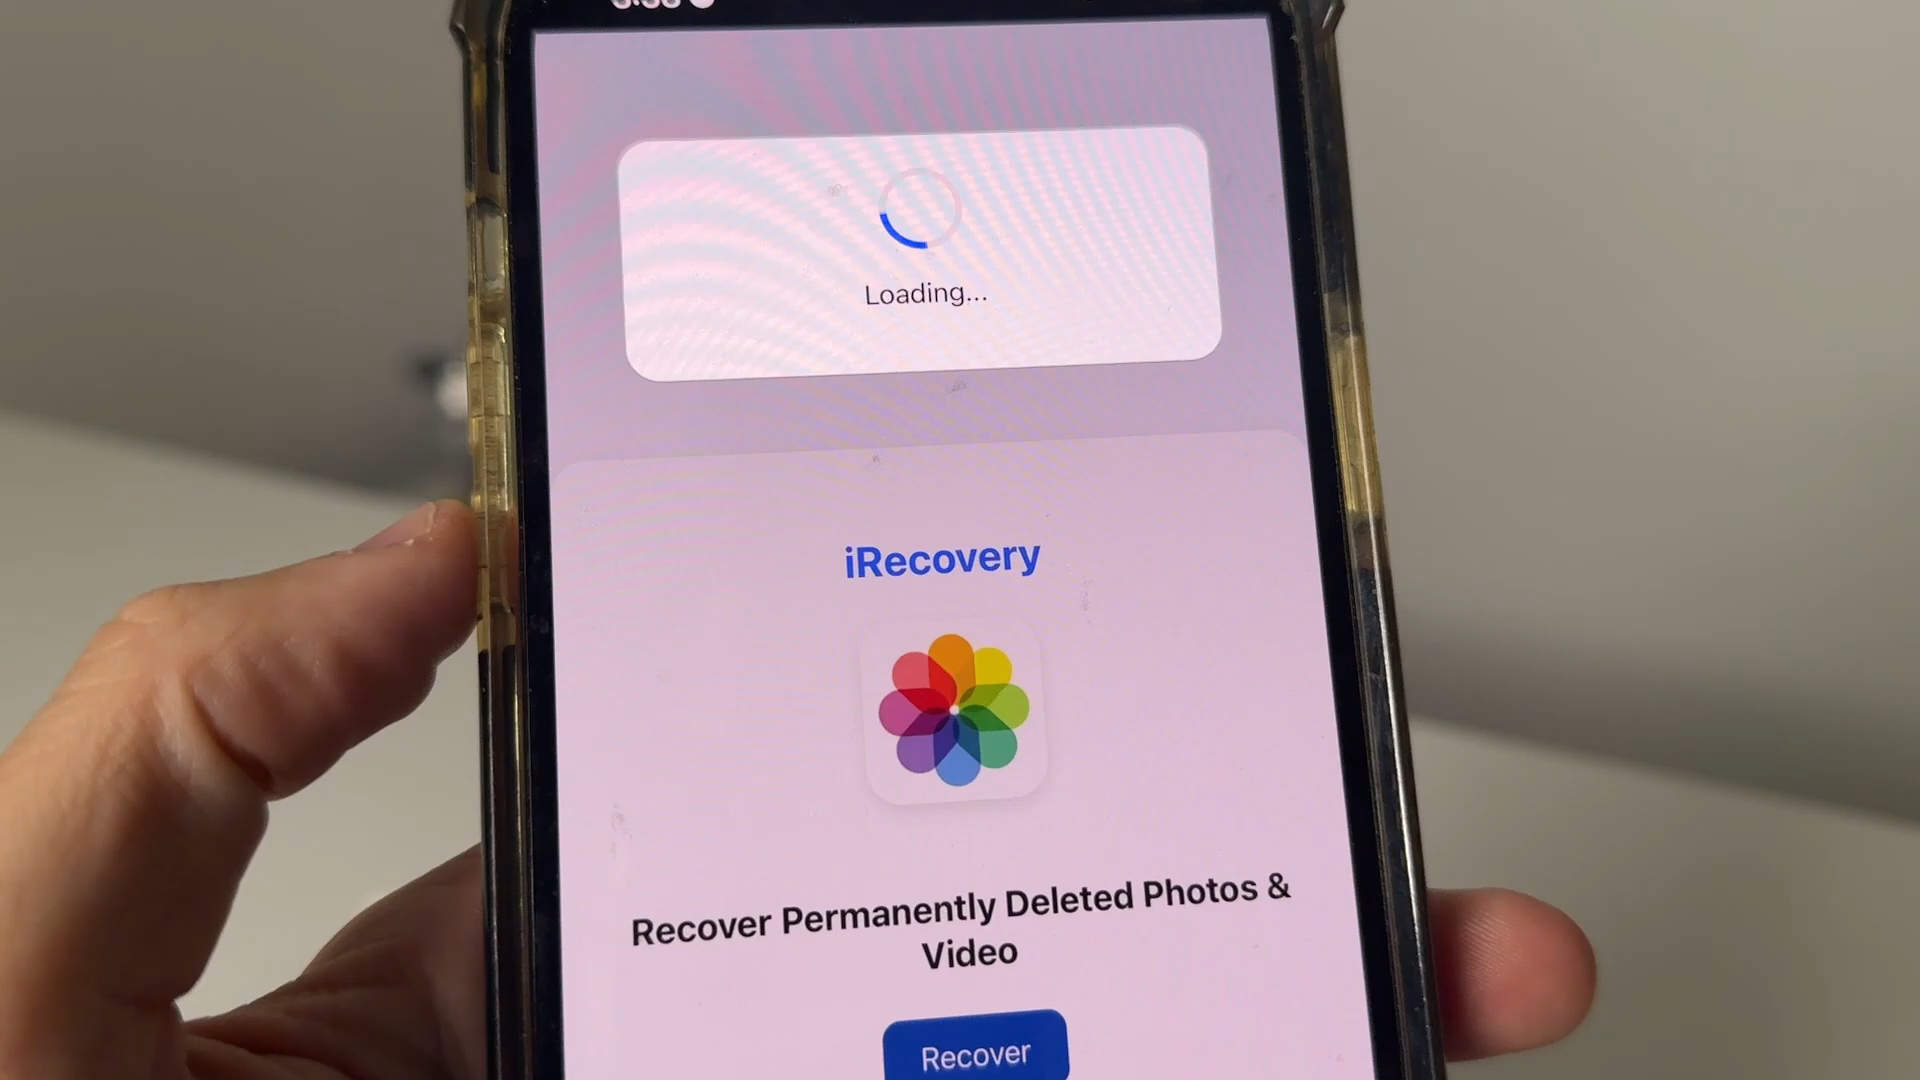 Loading...
iRecovery
Recover Permanently Deleted Photos &
Video
Recover